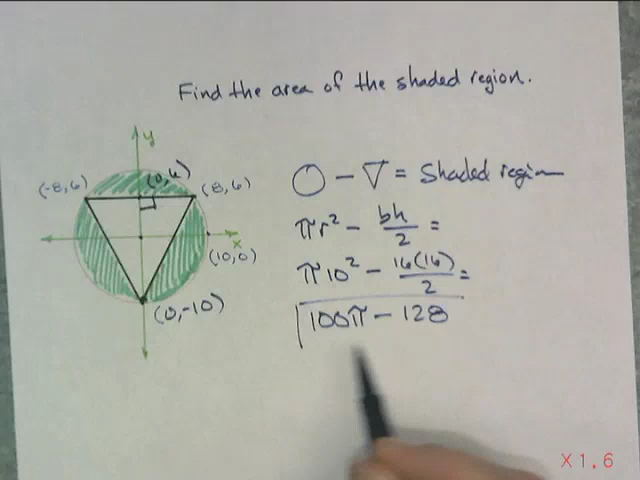 Find the area of the shaded region.
y
(-8,6) (0,6) (8,6)
x
(10,0)
(0,-10)
○ − ▽ = Shaded region
πr² − bh/2 =
π10² − 16(16)/2 =
100π − 128
X1.6